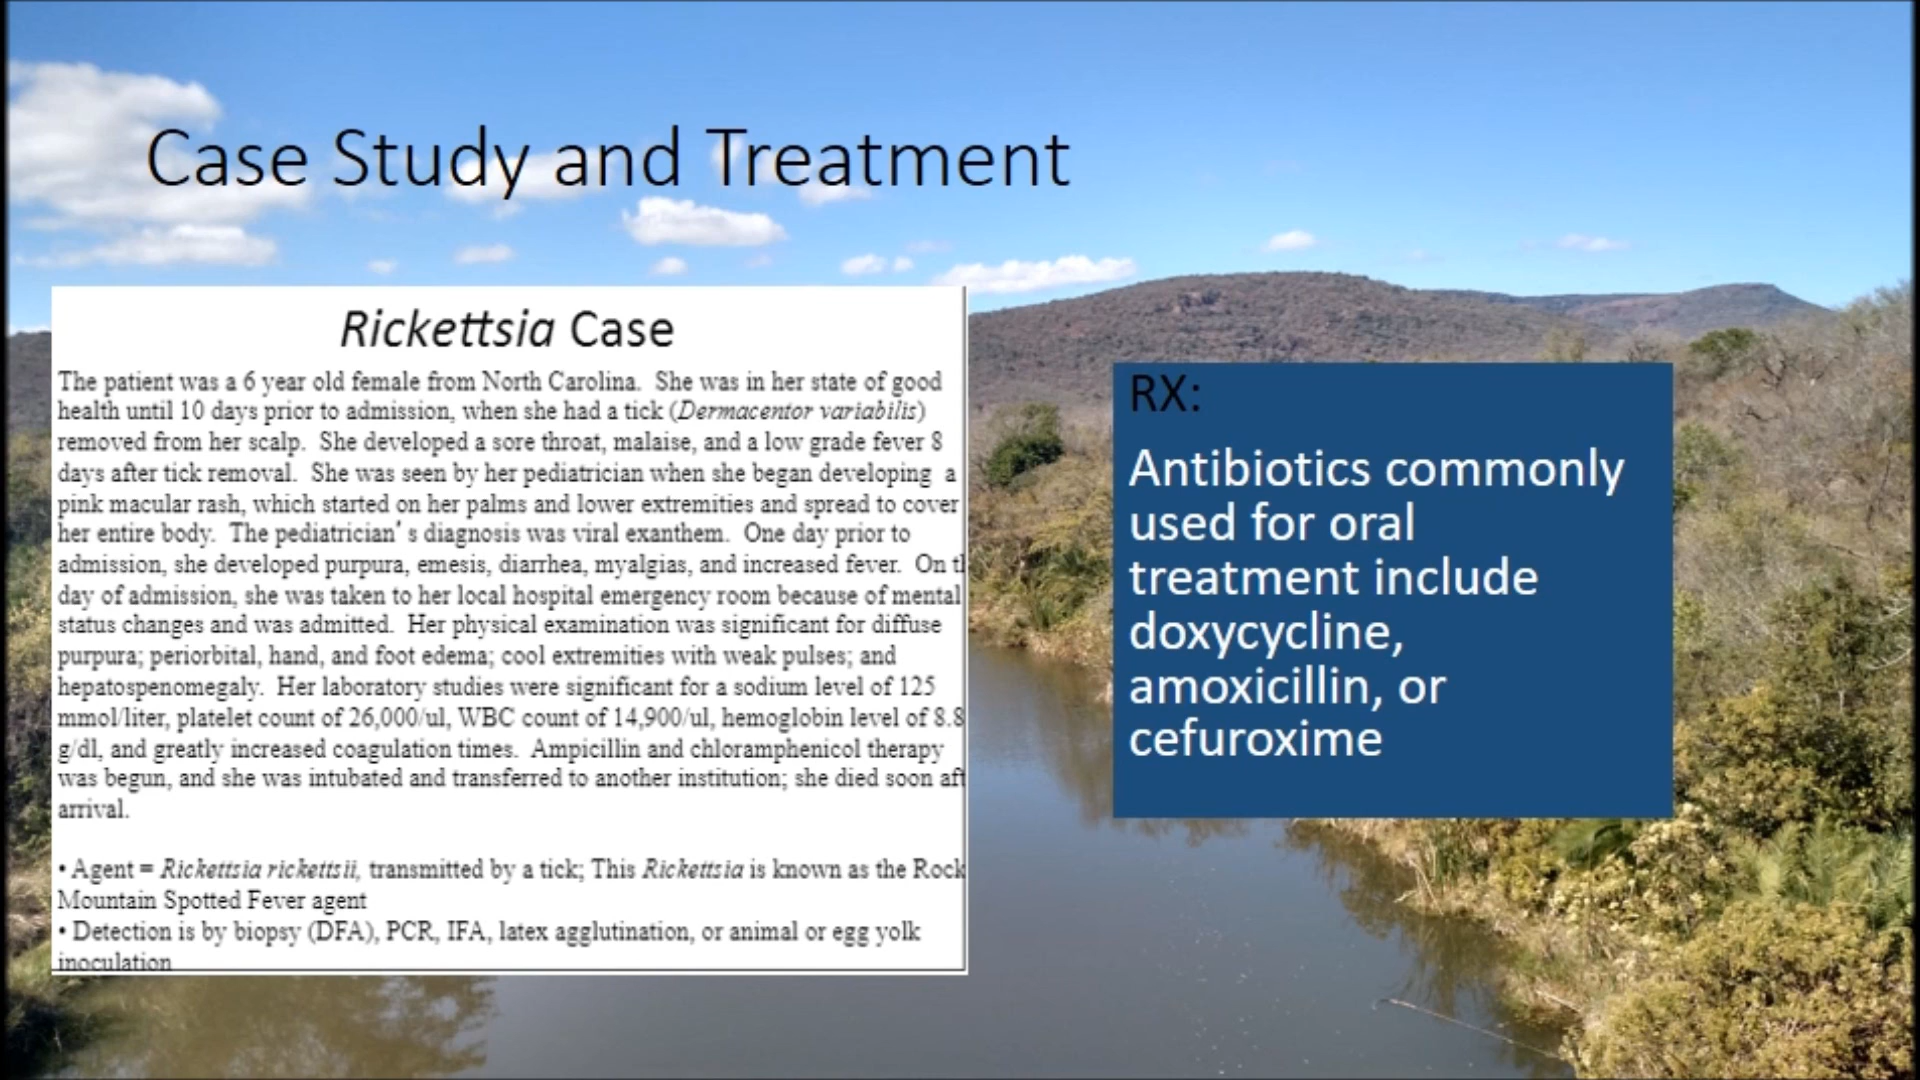 Case Study and Treatment
Rickettsia Case
The patient was a 6 year old female from North Carolina. She was in her state of good
health until 10 days prior to admission, when she had a tick (Dermacentor variabilis)
removed from her scalp. She developed a sore throat, malaise, and a low grade fever 8
days after tick removal. She was seen by her pediatrician when she began developing a
pink macular rash, which started on her palms and lower extremities and spread to cover
her entire body. The pediatrician's diagnosis was viral exanthem. One day prior to
admission, she developed purpura, emesis, diarrhea, myalgias, and increased fever. On
day of admission, she was taken to her local hospital emergency room because of mental
status changes and was admitted. Her physical examination was significant for diffuse
purpura; periorbital, hand, and foot edema; cool extremities with weak pulses; and
hepatospenomegaly. Her laboratory studies were significant for a sodium level of 125
mmol/liter, platelet count of 26,000/ul, WBC count of 14,900/ul, hemoglobin level of 8.8
g/dl, and greatly increased coagulation times. Ampicillin and chloramphenicol therapy
was begun, and she was intubated and transferred to another institution; she died soon
arrival.
• Agent = Rickettsia rickettsii, transmitted by a tick; This Rickettsia is known as the Rock
Mountain Spotted Fever agent
• Detection is by biopsy (DFA), PCR, IFA, latex agglutination, or animal or egg yolk
inoculation
RX:
Antibiotics commonly
used for oral
treatment include
doxycycline,
amoxicillin, or
cefuroxime